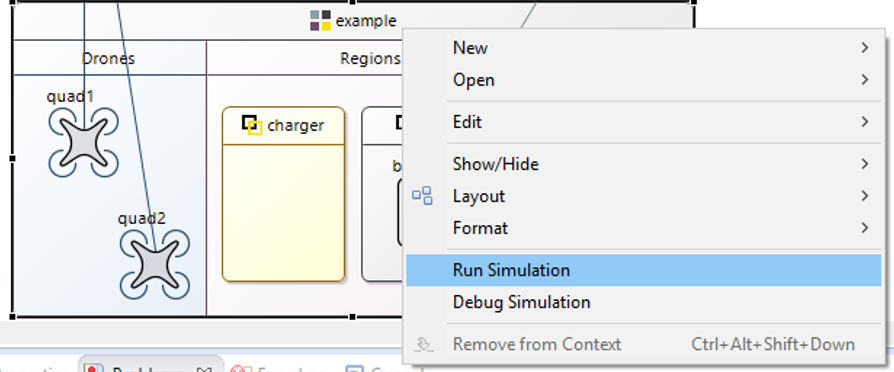 example
Drones
Regions
quad1
charger
quad2
New
Open
Edit
Show/Hide
Layout
Format
Run Simulation
Debug Simulation
Remove from Context Ctrl+Alt+Shift+Down